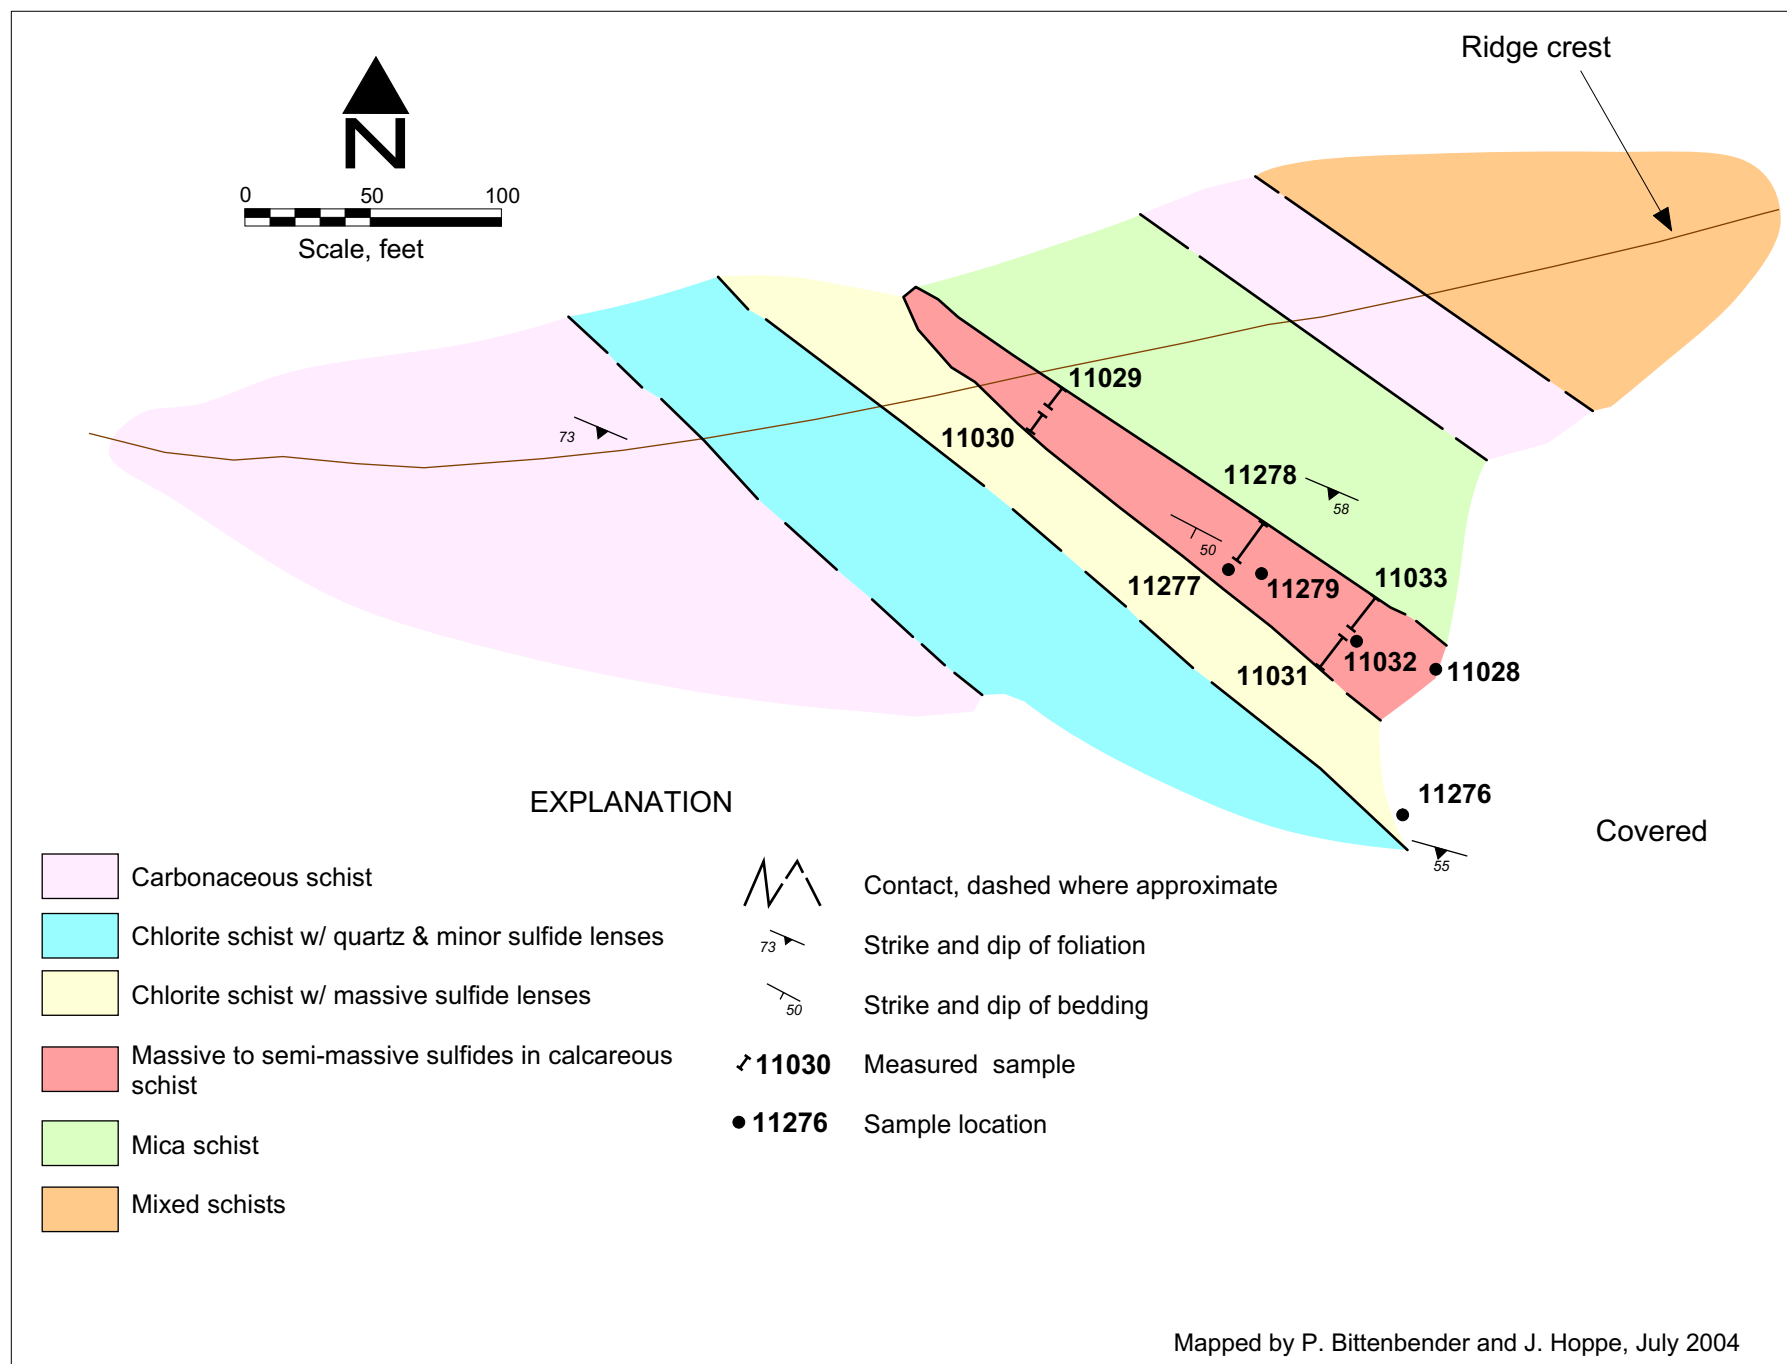 Ridge crest
N
0 50 100
Scale, feet
11029
73
11030
11278
58
50
11277
11279
11033
11031
11032
11028
11276
Covered
55
EXPLANATION
Carbonaceous schist
Chlorite schist w/ quartz & minor sulfide lenses
Chlorite schist w/ massive sulfide lenses
Massive to semi-massive sulfides in calcareous
schist
Mica schist
Mixed schists
Contact, dashed where approximate
73 Strike and dip of foliation
50 Strike and dip of bedding
11030 Measured sample
11276 Sample location
Mapped by P. Bittenbender and J. Hoppe, July 2004